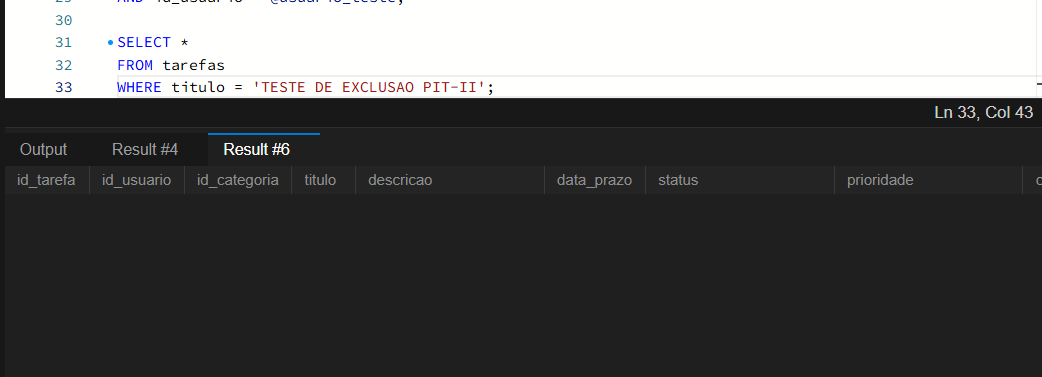 30
31 SELECT *
32 FROM tarefas
33 WHERE titulo = 'TESTE DE EXCLUSAO PIT-II';
Ln 33, Col 43
Output Result #4 Result #6
id_tarefa id_usuario id_categoria titulo descricao data_prazo status prioridade